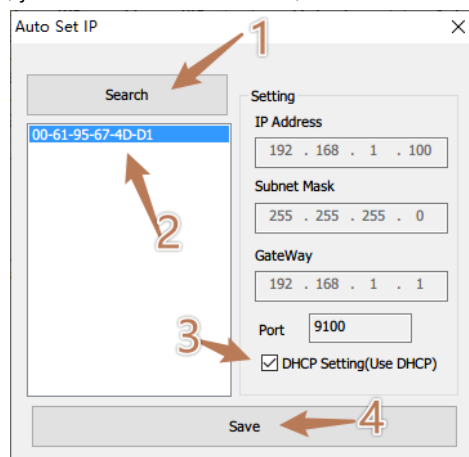 Auto Set IP
1
Search
Setting
00-61-95-67-4D-D1
IP Address
192 . 168 . 1 . 100
2
Subnet Mask
255 . 255 . 255 . 0
GateWay
192 . 168 . 1 . 1
3
Port 9100
DHCP Setting(Use DHCP)
Save
4